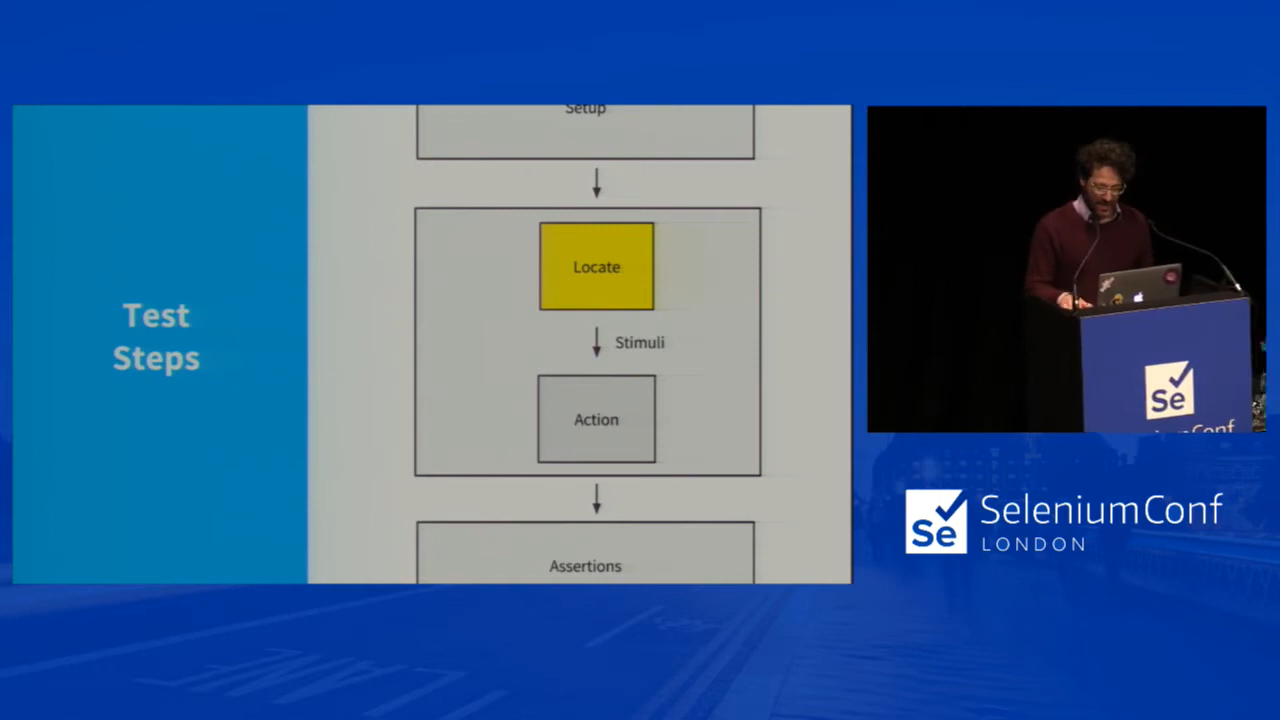 Test
Steps
Setup
Locate
Stimuli
Action
Assertions
Se
Se
SeleniumConf
LONDON